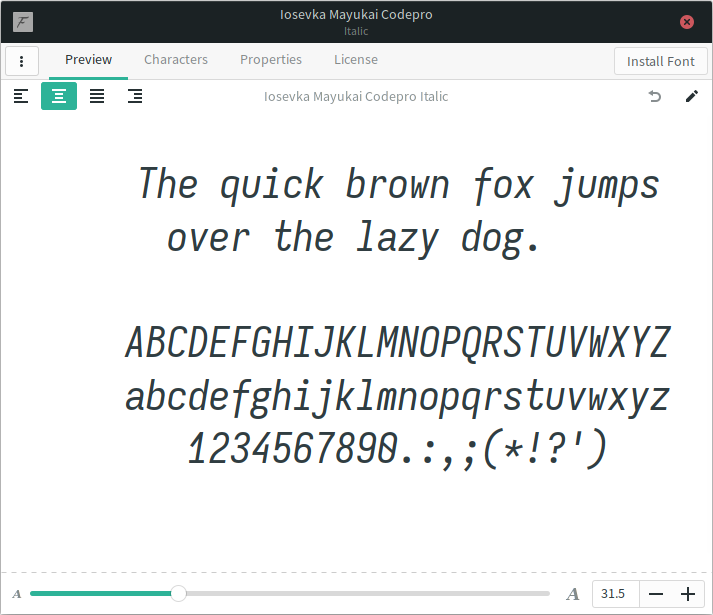 Iosevka Mayukai Codepro
Italic
Preview Characters Properties License Install Font
Iosevka Mayukai Codepro Italic
The quick brown fox jumps
over the lazy dog.
ABCDEFGHIJKLMNOPQRSTUVWXYZ
abcdefghijklmnopqrstuvwxyz
1234567890.:,;(*!?')
A A 31.5